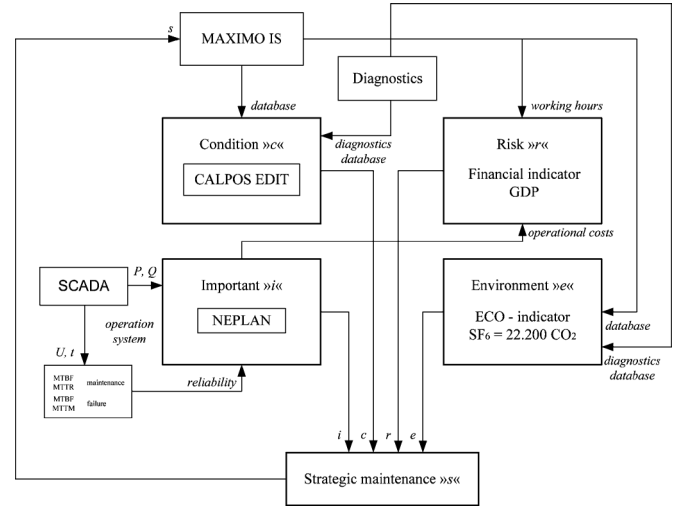 s
MAXIMO IS
Diagnostics
database
working hours
Condition »c«
CALPOS EDIT
diagnostics
database
Risk »r«
Financial indicator
GDP
operational costs
SCADA
P, Q
operation
system
Important »i«
NEPLAN
Environment »e«
ECO - indicator
SF6 = 22.200 CO2
database
diagnostics
database
U, t
MTBF
MTTR
maintenance
MTBF
MTTM
failure
reliability
i
c
r
e
Strategic maintenance »s«